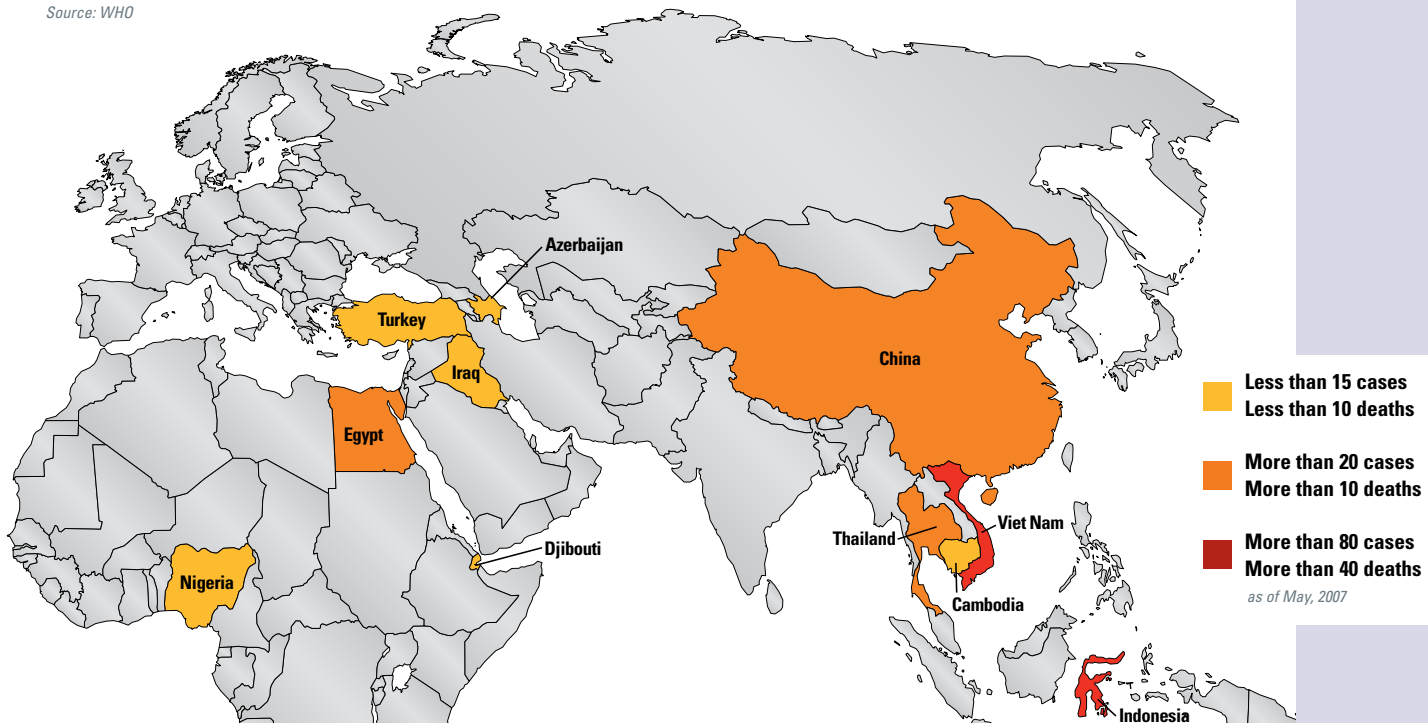 Source: WHO
Azerbaijan
Turkey
Iraq
China
Egypt
Less than 15 cases
Less than 10 deaths
More than 20 cases
More than 10 deaths
Viet Nam
Thailand
Djibouti
More than 80 cases
More than 40 deaths
as of May, 2007
Nigeria
Cambodia
Indonesia